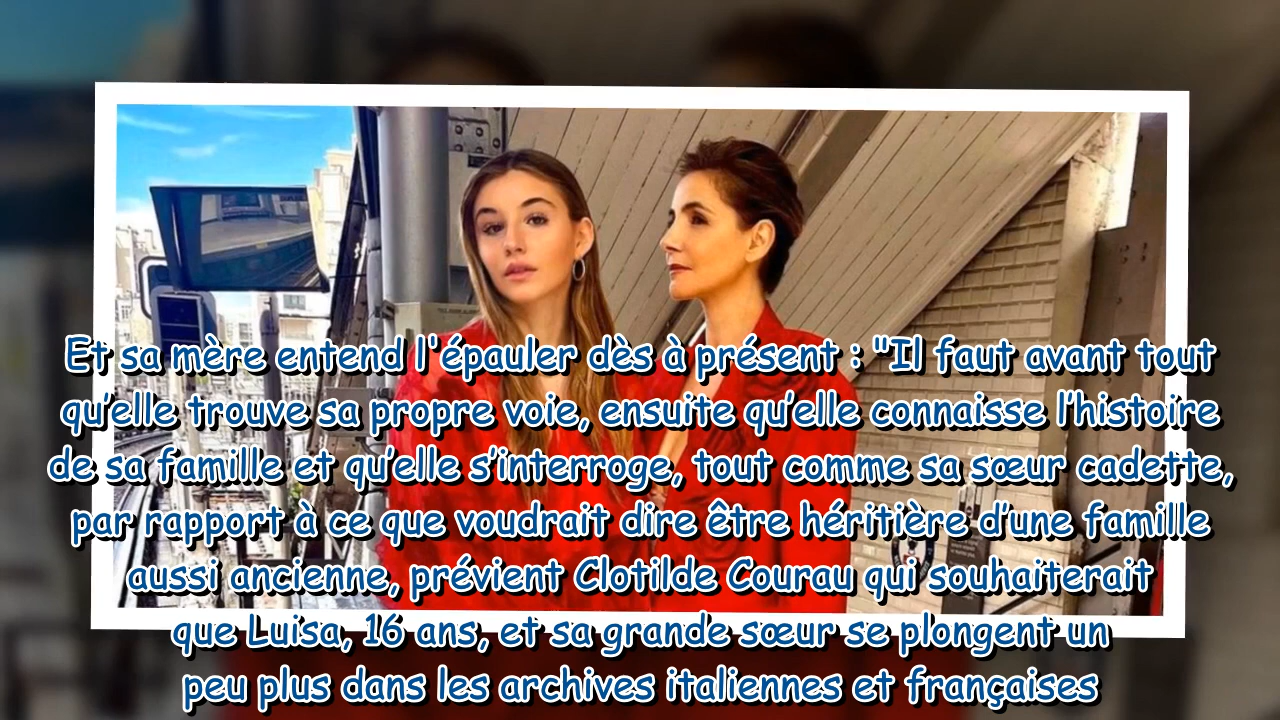 Et sa mère entend l'épauler dès à présent : "Il faut avant tout
qu’elle trouve sa propre voie, ensuite qu’elle connaisse l’histoire
de sa famille et qu’elle s’interroge, tout comme sa sœur cadette,
par rapport à ce que voudrait dire être héritière d’une famille
aussi ancienne, prévient Clotilde Courau qui souhaiterait
que Luisa, 16 ans, et sa grande sœur se plongent un
peu plus dans les archives italiennes et françaises